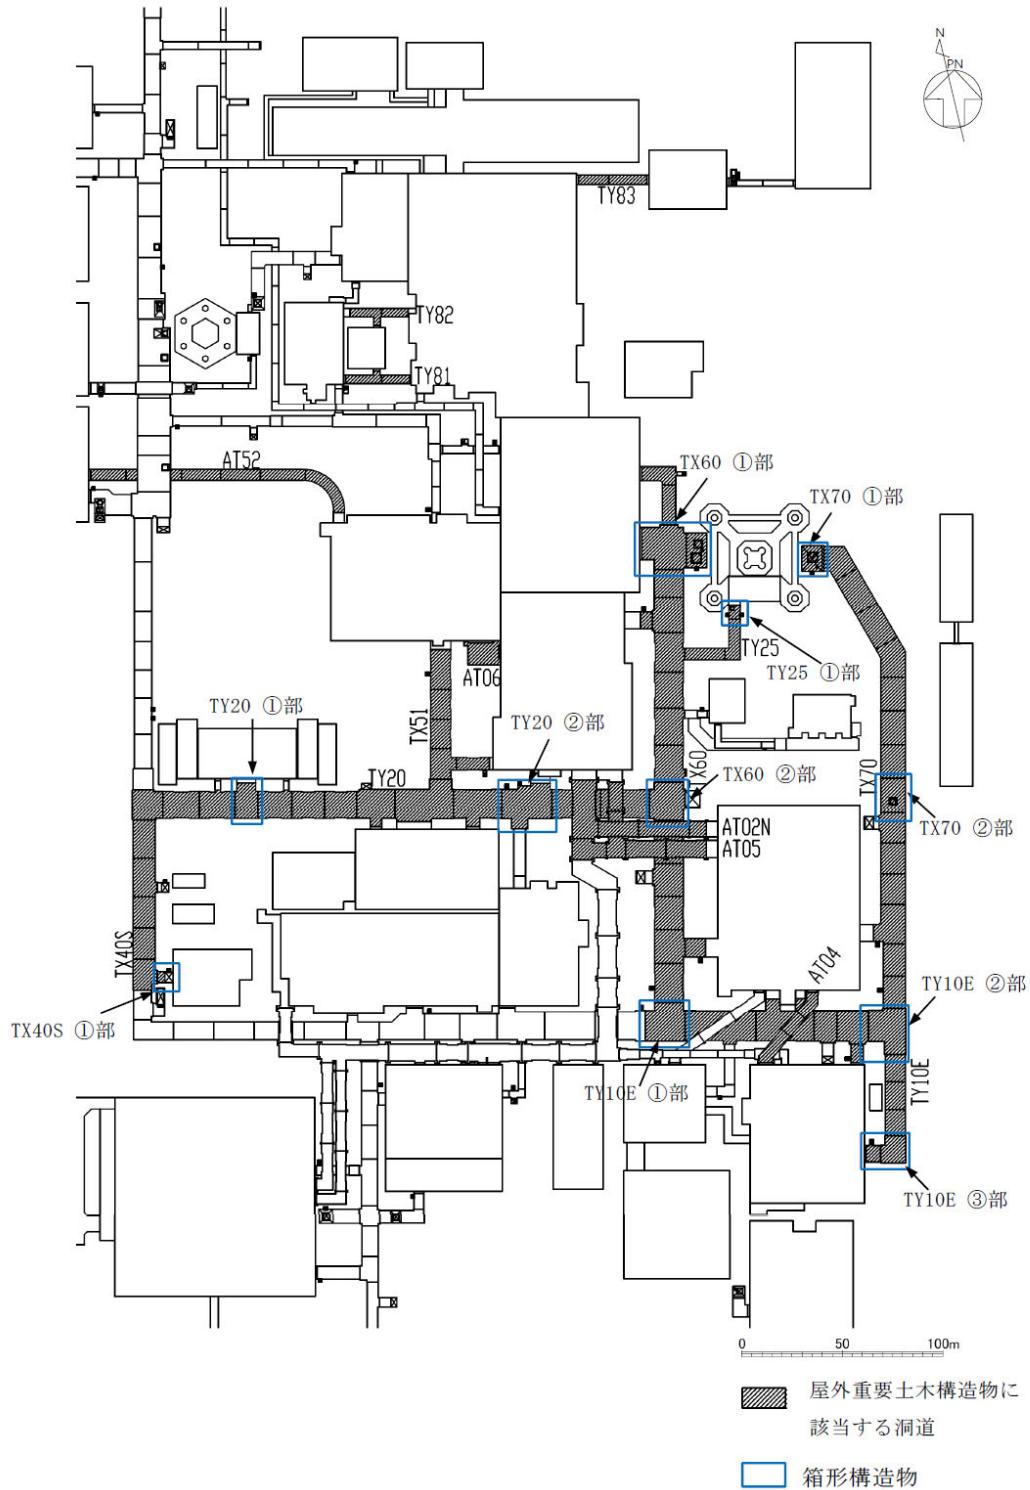 N
PN
TY83
TY82
TY81
AT52
TX60 ①部
TX70 ①部
TY25
TY25 ①部
AT06
TX51
TY20 ①部
TY20 ②部
TY20
TX60
TX60 ②部
TX70
TX70 ②部
AT02N
AT05
TX40S
AT04
TX40S ①部
TY10E ②部
TY10E ①部
TY10E
TY10E ③部
0 50 100m
屋外重要土木構造物に
該当する洞道
箱形構造物